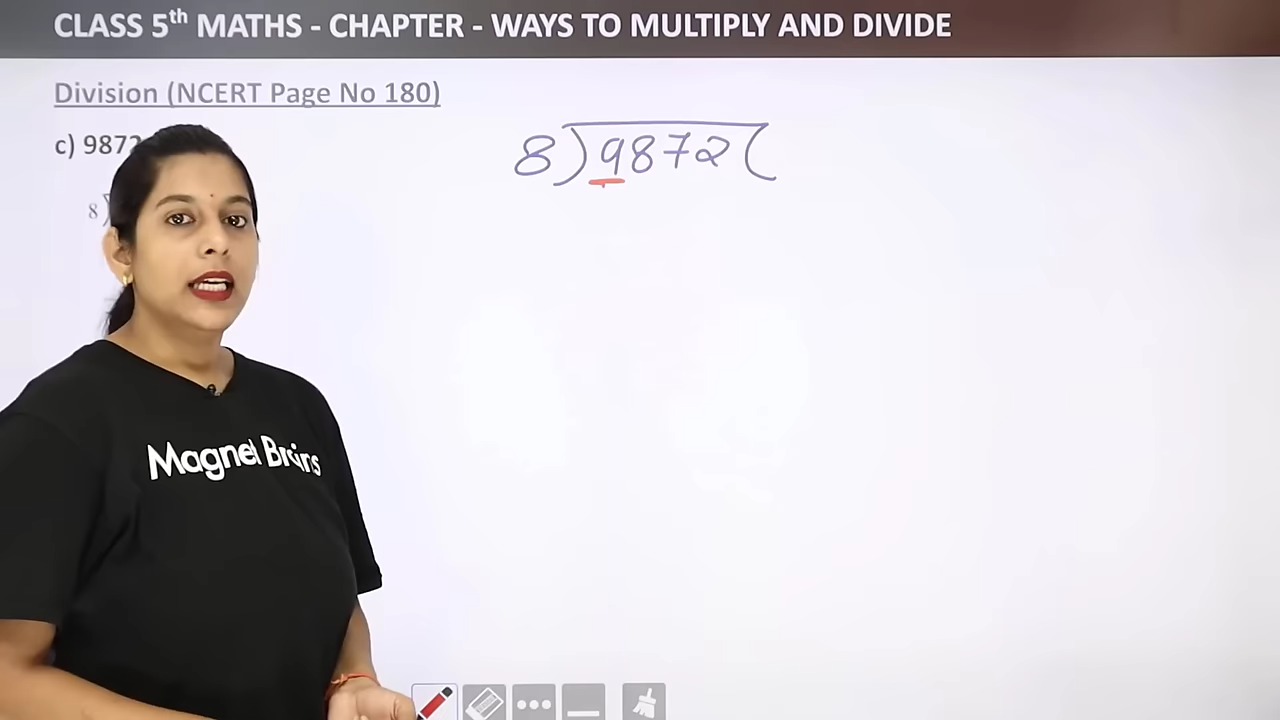 CLASS 5th MATHS - CHAPTER - WAYS TO MULTIPLY AND DIVIDE
Division (NCERT Page No 180)
c) 9872
8)
8)9872(
Magnet Brains